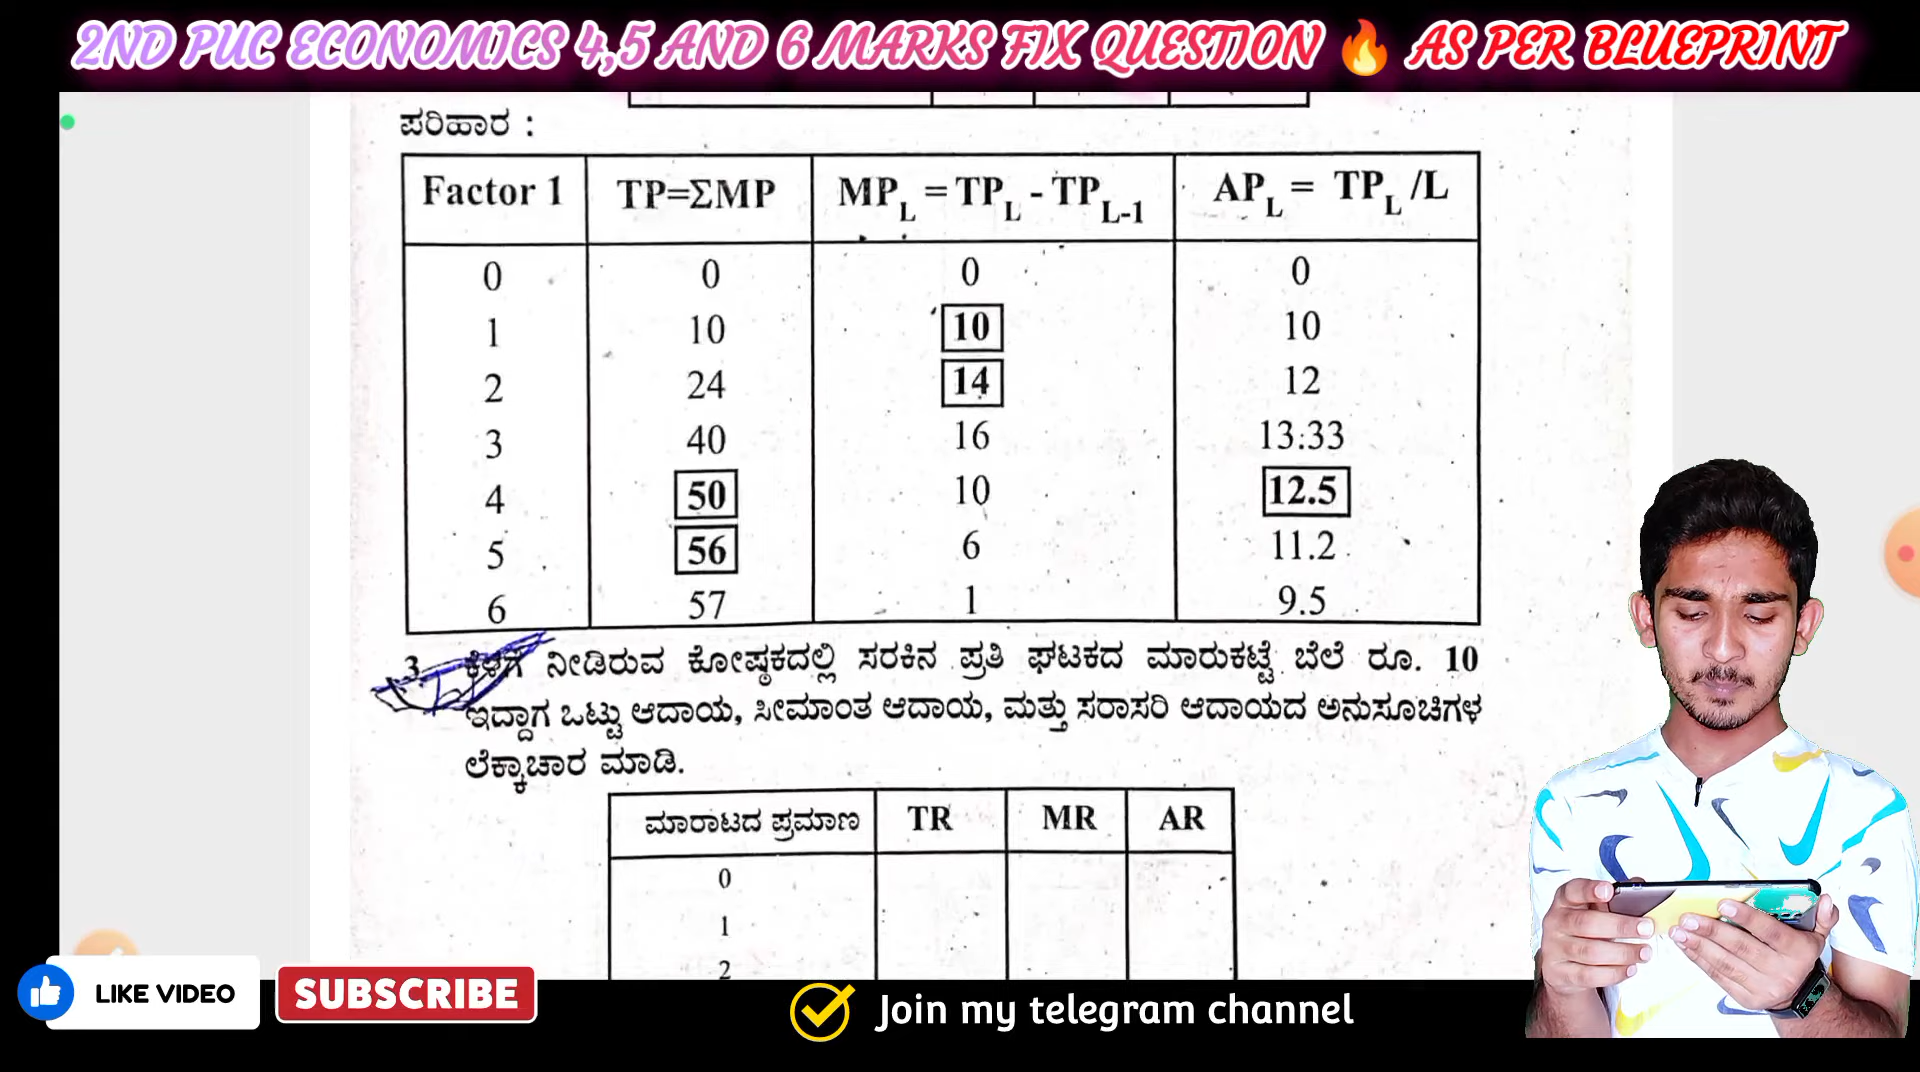 2ND PUC ECONOMICS 4,5 AND 6 MARKS FIX QUESTION 🔥 AS PER BLUEPRINT
ಪರಿಹಾರ :
Factor 1 TP=ΣMP MP_L = TP_L - TP_L-1 AP_L = TP_L /L
0 0 0 0
1 10 10 10
2 24 14 12
3 40 16 13:33
4 50 10 12.5
5 56 6 11.2
6 57 1 9.5
3. ಕೆಳಗೆ ನೀಡಿರುವ ಕೋಷ್ಠಕದಲ್ಲಿ ಸರಕಿನ ಪ್ರತಿ ಘಟಕದ ಮಾರುಕಟ್ಟೆ ಬೆಲೆ ರೂ. 10
ಇದ್ದಾಗ ಒಟ್ಟು ಆದಾಯ, ಸೀಮಾಂತ ಆದಾಯ, ಮತ್ತು ಸರಾಸರಿ ಆದಾಯದ ಅನುಸೂಚಿಗಳ
ಲೆಕ್ಕಾಚಾರ ಮಾಡಿ.
ಮಾರಾಟದ ಪ್ರಮಾಣ TR MR AR
0
1
2
LIKE VIDEO
SUBSCRIBE
Join my telegram channel